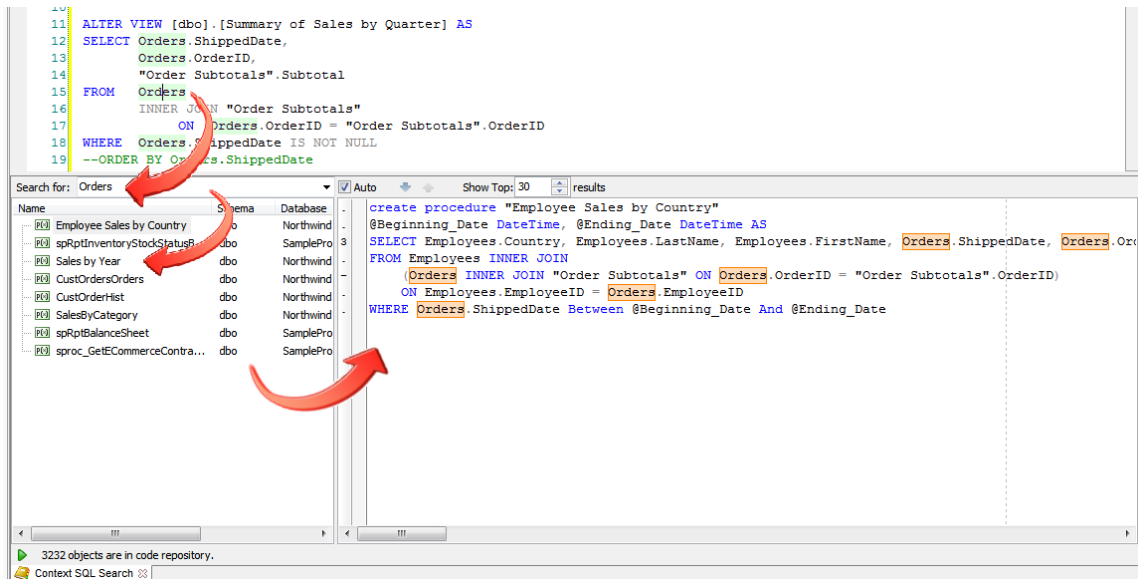 10
11 ALTER VIEW [dbo].[Summary of Sales by Quarter] AS
12 SELECT Orders.ShippedDate,
13 Orders.OrderID,
14 "Order Subtotals".Subtotal
15 FROM Orders
16 INNER JOIN "Order Subtotals"
17 ON Orders.OrderID = "Order Subtotals".OrderID
18 WHERE Orders.ShippedDate IS NOT NULL
19 --ORDER BY Orders.ShippedDate
Search for: Orders Auto Show Top: 30 results
Name Schema Database
Employee Sales by Country dbo Northwind
spRptInventoryStockStatusB... dbo SamplePro
Sales by Year dbo Northwind
CustOrdersOrders dbo Northwind
CustOrderHist dbo Northwind
SalesByCategory dbo Northwind
spRptBalanceSheet dbo SamplePro
sproc_GetECommerceContra... dbo SamplePro
create procedure "Employee Sales by Country"
@Beginning_Date DateTime, @Ending_Date DateTime AS
3 SELECT Employees.Country, Employees.LastName, Employees.FirstName, Orders.ShippedDate, Orders.Or
FROM Employees INNER JOIN
(Orders INNER JOIN "Order Subtotals" ON Orders.OrderID = "Order Subtotals".OrderID)
ON Employees.EmployeeID = Orders.EmployeeID
WHERE Orders.ShippedDate Between @Beginning_Date And @Ending_Date
3232 objects are in code repository.
Context SQL Search